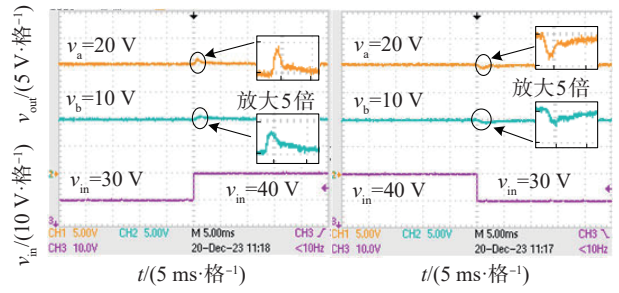 v_out/(5 V·格⁻¹)
v_in/(10 V·格⁻¹)
v_a=20 V
v_b=10 V
放大5倍
v_in=30 V
v_in=40 V
2
3
CH1 5.00V CH2 5.00V M 5.00ms CH3
CH3 10.0V 20-Dec-23 11:18 <10Hz
t/(5 ms·格⁻¹)
v_a=20 V
v_b=10 V
放大5倍
v_in=40 V
v_in=30 V
2
3
CH1 5.00V CH2 5.00V M 5.00ms CH3
CH3 10.0V 20-Dec-23 11:17 <10Hz
t/(5 ms·格⁻¹)